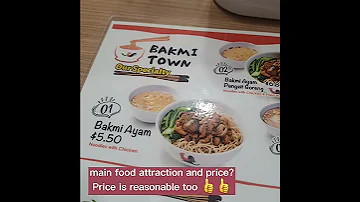 BAKMI
TOWN
Our Specialty
01
Bakmi Ayam
$5.50
Noodles with Chicken
02
Bakmi Ayam
Pangsit Goreng
main food attraction and price?
Price is reasonable too 👍👍